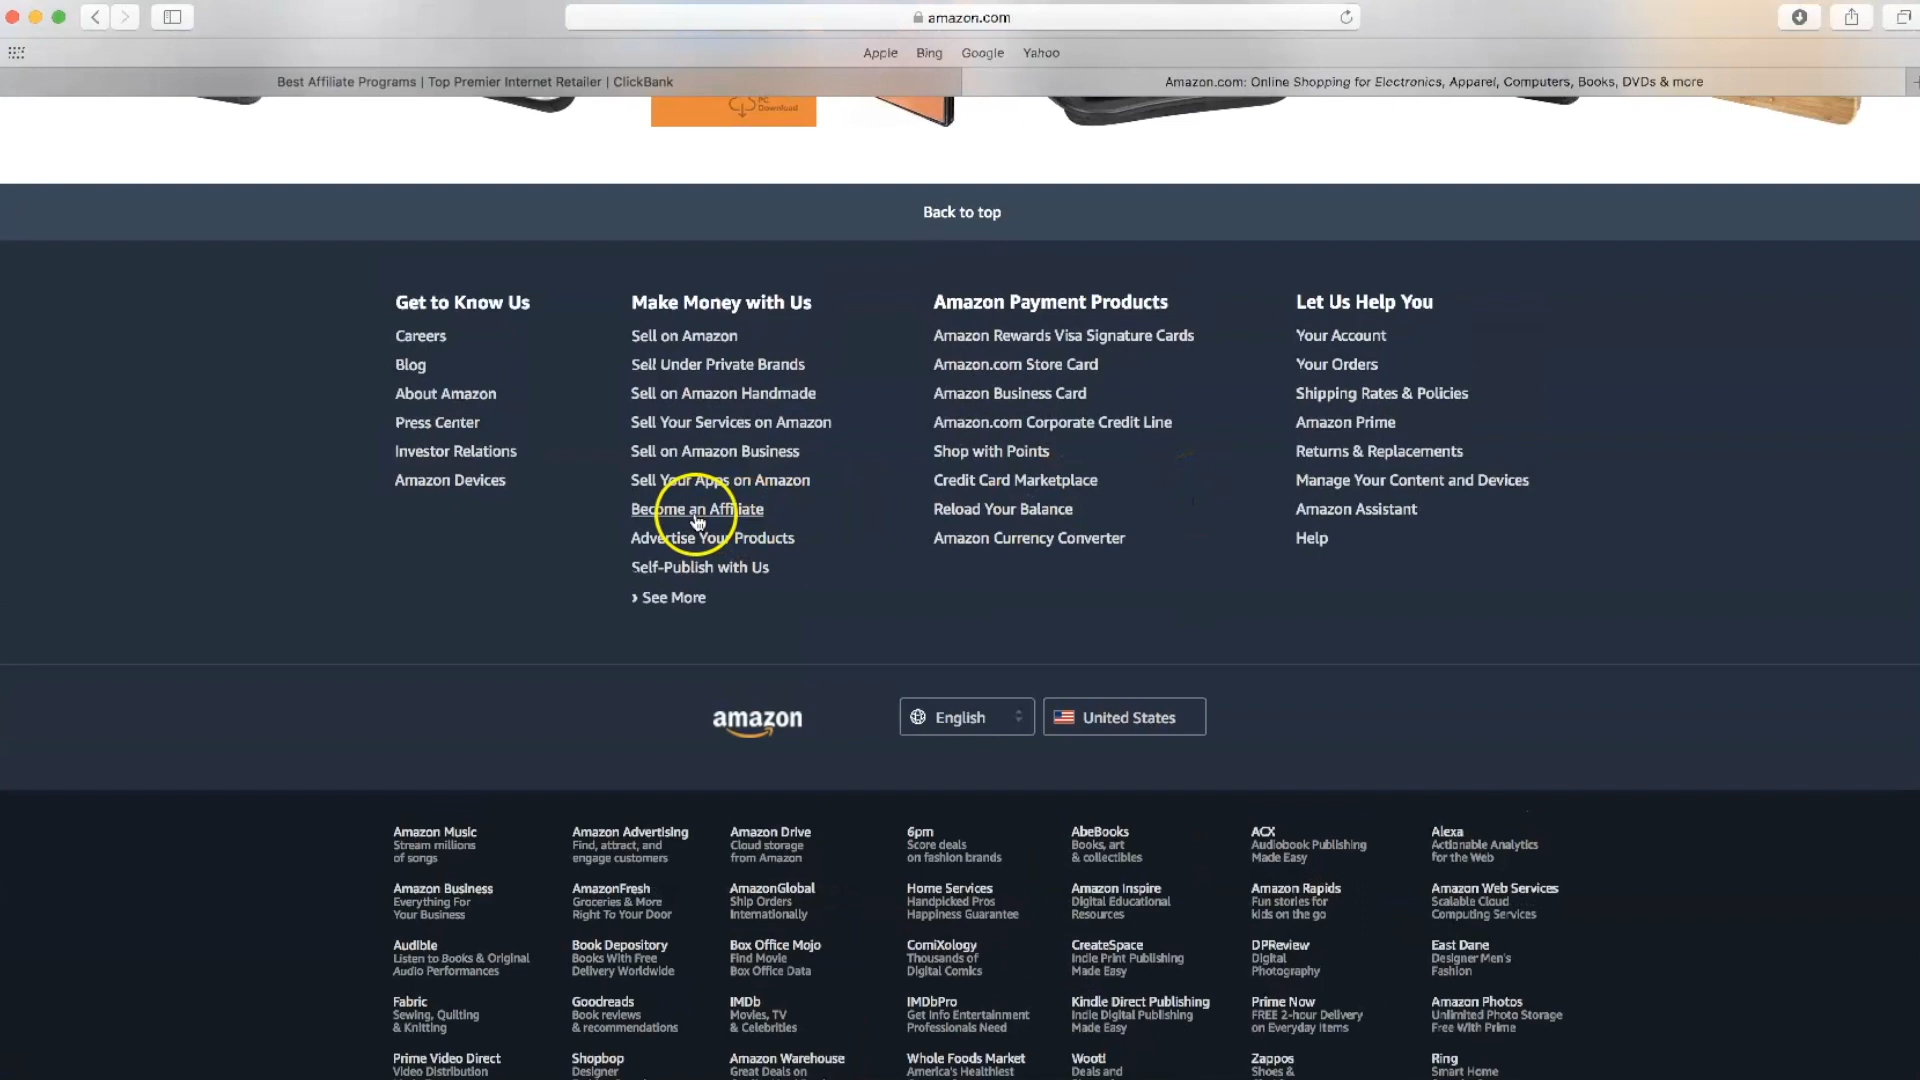 amazon.com
Apple Bing Google Yahoo
Best Affiliate Programs | Top Premier Internet Retailer | ClickBank
Amazon.com: Online Shopping for Electronics, Apparel, Computers, Books, DVDs & more
PC
Download
Back to top
Get to Know Us
Careers
Blog
About Amazon
Press Center
Investor Relations
Amazon Devices
Make Money with Us
Sell on Amazon
Sell Under Private Brands
Sell on Amazon Handmade
Sell Your Services on Amazon
Sell on Amazon Business
Sell Your Apps on Amazon
Become an Affiliate
Advertise Your Products
Self-Publish with Us
› See More
Amazon Payment Products
Amazon Rewards Visa Signature Cards
Amazon.com Store Card
Amazon Business Card
Amazon.com Corporate Credit Line
Shop with Points
Credit Card Marketplace
Reload Your Balance
Amazon Currency Converter
Let Us Help You
Your Account
Your Orders
Shipping Rates & Policies
Amazon Prime
Returns & Replacements
Manage Your Content and Devices
Amazon Assistant
Help
amazon
English
United States
Amazon Music
Stream millions
of songs
Amazon Advertising
Find, attract, and
engage customers
Amazon Drive
Cloud storage
from Amazon
6pm
Score deals
on fashion brands
AbeBooks
Books, art
& collectibles
ACX
Audiobook Publishing
Made Easy
Alexa
Actionable Analytics
for the Web
Amazon Business
Everything For
Your Business
AmazonFresh
Groceries & More
Right To Your Door
AmazonGlobal
Ship Orders
Internationally
Home Services
Handpicked Pros
Happiness Guarantee
Amazon Inspire
Digital Educational
Resources
Amazon Rapids
Fun stories for
kids on the go
Amazon Web Services
Scalable Cloud
Computing Services
Audible
Listen to Books & Original
Audio Performances
Book Depository
Books With Free
Delivery Worldwide
Box Office Mojo
Find Movie
Box Office Data
ComiXology
Thousands of
Digital Comics
CreateSpace
Indie Print Publishing
Made Easy
DPReview
Digital
Photography
East Dane
Designer Men's
Fashion
Fabric
Sewing, Quilting
& Knitting
Goodreads
Book reviews
& recommendations
IMDb
Movies, TV
& Celebrities
IMDbPro
Get Info Entertainment
Professionals Need
Kindle Direct Publishing
Indie Digital Publishing
Made Easy
Prime Now
FREE 2-hour Delivery
on Everyday Items
Amazon Photos
Unlimited Photo Storage
Free With Prime
Prime Video Direct
Video Distribution
Shopbop
Designer
Amazon Warehouse
Great Deals on
Whole Foods Market
America's Healthiest
Woot!
Deals and
Zappos
Shoes &
Ring
Smart Home